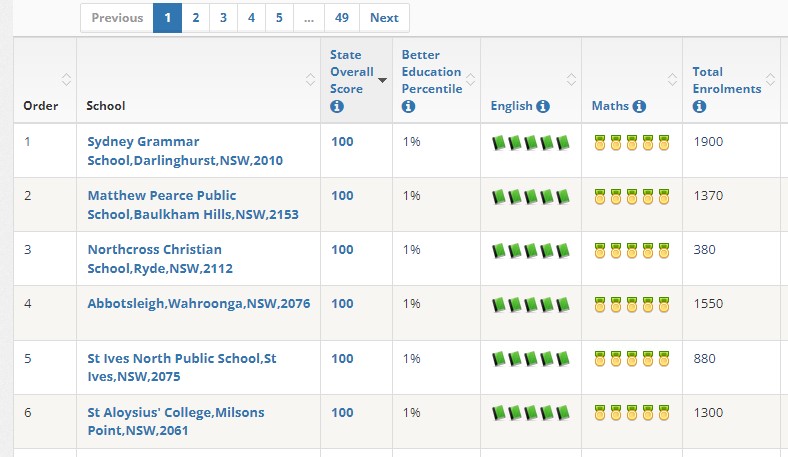 Previous 1 2 3 4 5 ... 49 Next
Order School State Overall Score Better Education Percentile English Maths Total Enrolments
1 Sydney Grammar School,Darlinghurst,NSW,2010 100 1% 1900
2 Matthew Pearce Public School,Baulkham Hills,NSW,2153 100 1% 1370
3 Northcross Christian School,Ryde,NSW,2112 100 1% 380
4 Abbotsleigh,Wahroonga,NSW,2076 100 1% 1550
5 St Ives North Public School,St Ives,NSW,2075 100 1% 880
6 St Aloysius' College,Milsons Point,NSW,2061 100 1% 1300